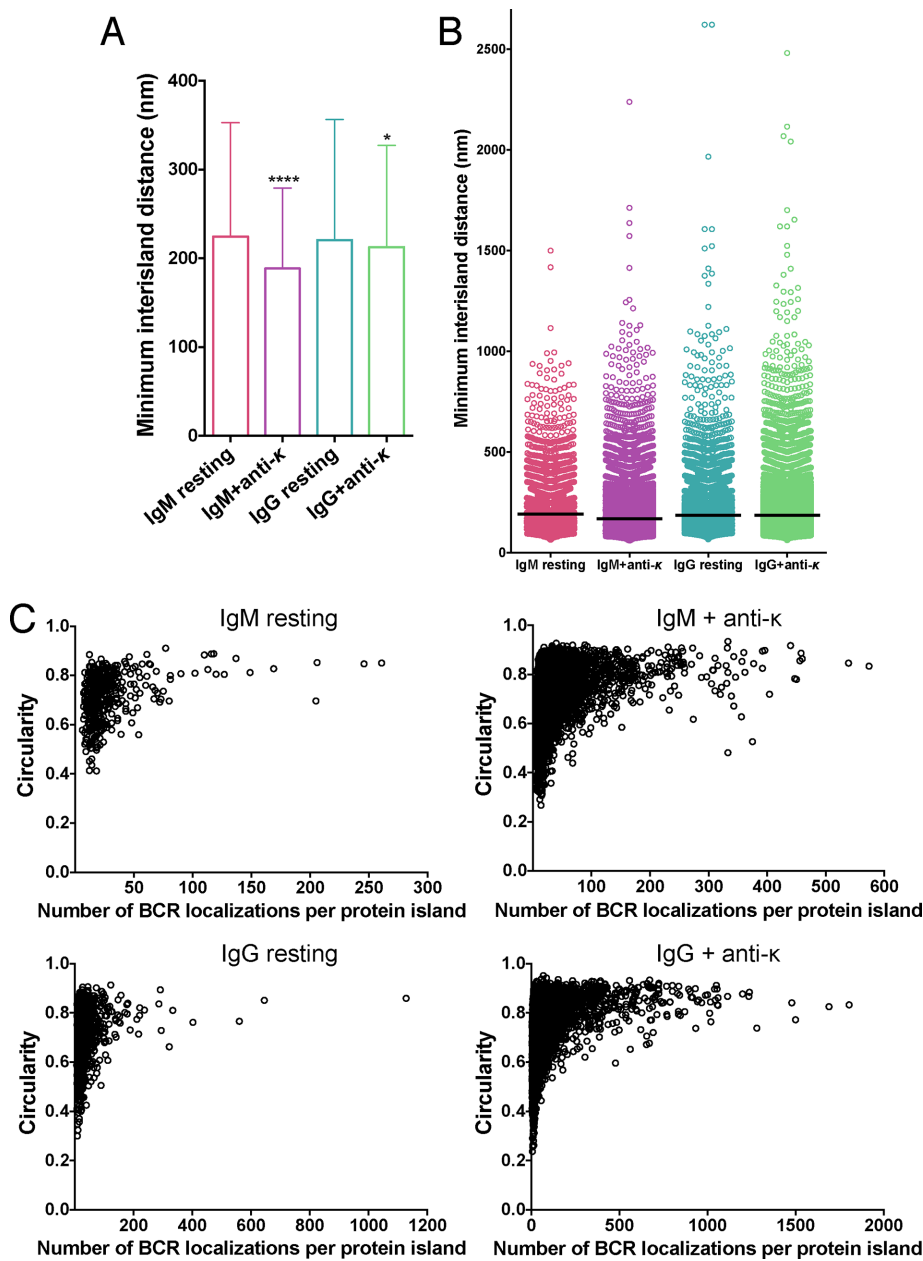 A
Minimum interisland distance (nm)
400
300
200
100
0
****
*
IgM resting
IgM+anti-κ
IgG resting
IgG+anti-κ
B
Minimum interisland distance (nm)
2500
2000
1500
1000
500
0
IgM resting
IgM+anti-κ
IgG resting
IgG+anti-κ
C
IgM resting
Circularity
1.0
0.8
0.6
0.4
0.2
0.0
50 100 150 200 250 300
Number of BCR localizations per protein island
IgM + anti-κ
Circularity
1.0
0.8
0.6
0.4
0.2
0.0
100 200 300 400 500 600
Number of BCR localizations per protein island
IgG resting
Circularity
1.0
0.8
0.6
0.4
0.2
0.0
200 400 600 800 1000 1200
Number of BCR localizations per protein island
IgG + anti-κ
Circularity
1.0
0.8
0.6
0.4
0.2
0.0
0 500 1000 1500 2000
Number of BCR localizations per protein island